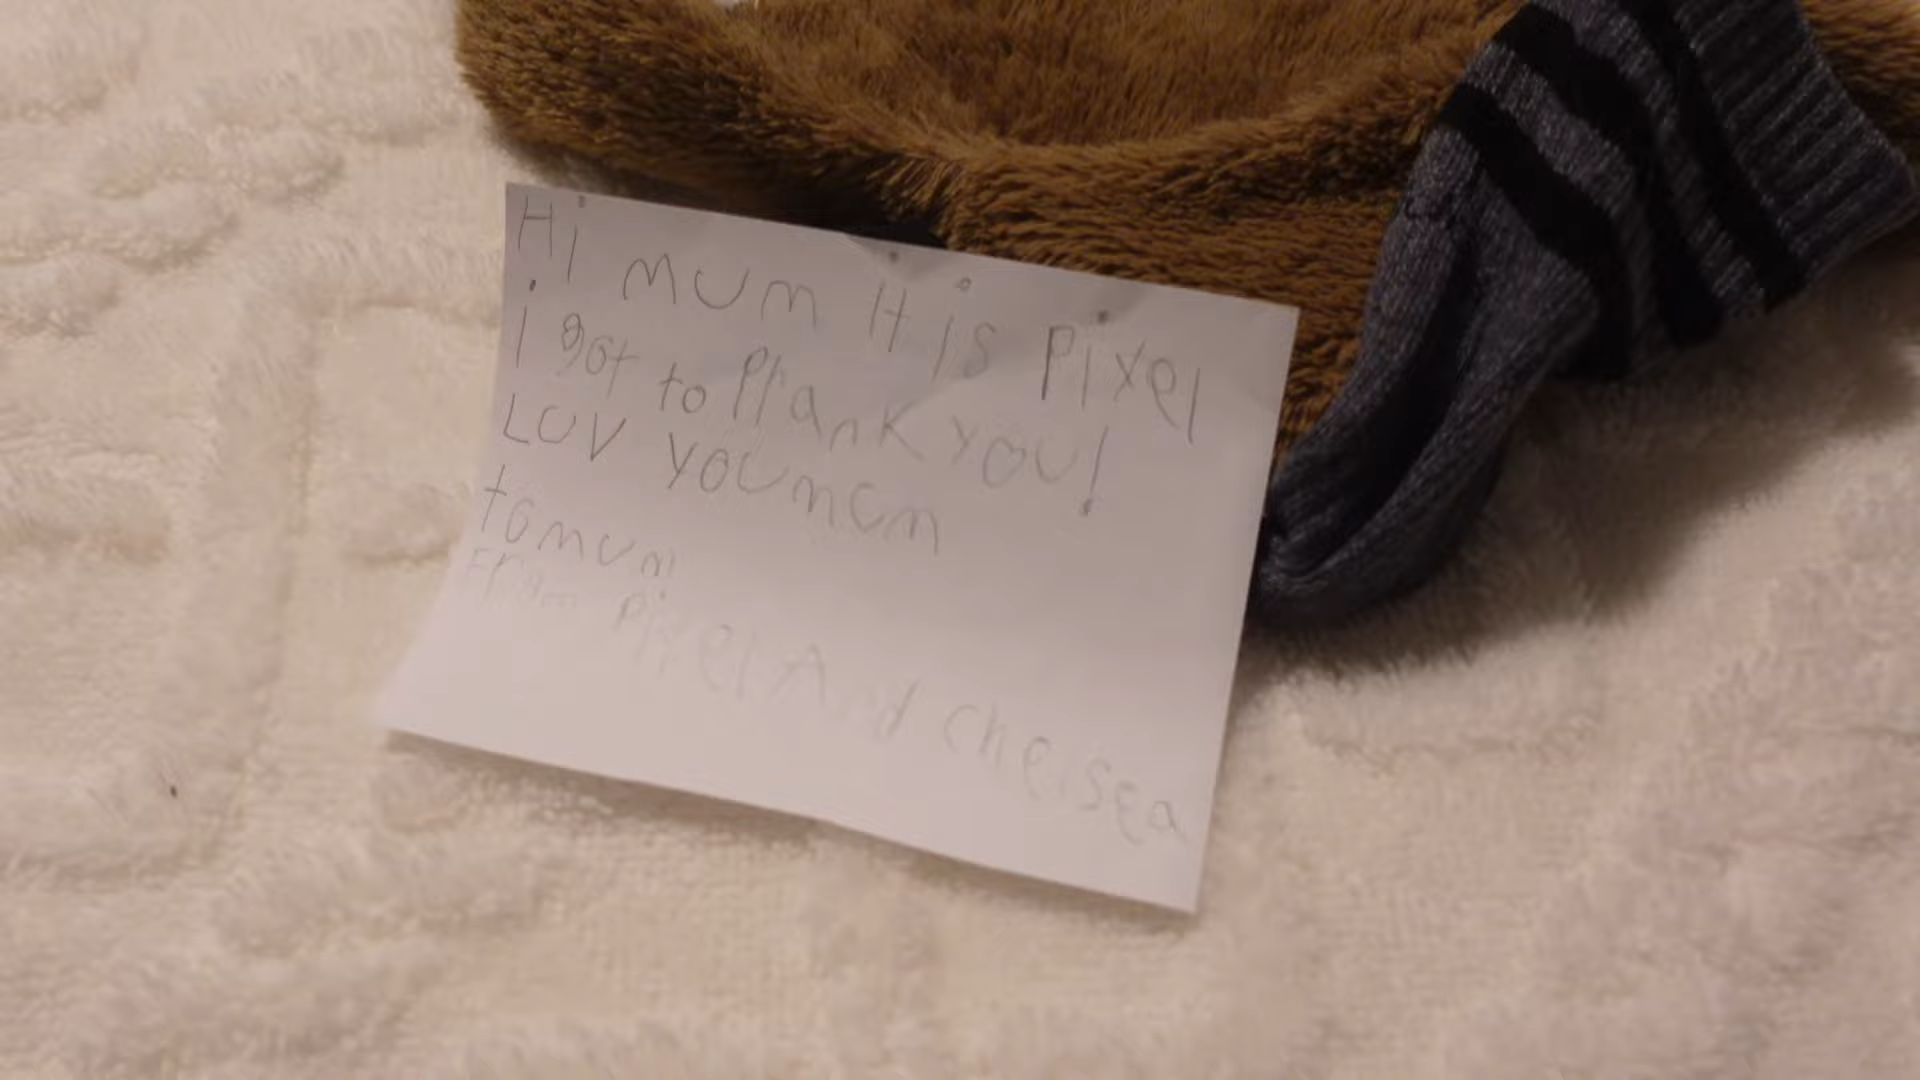 Hi mum it is Pixel
i got to Prank you!
LUV YOU mum
to mum
From Pixel And Chelsea